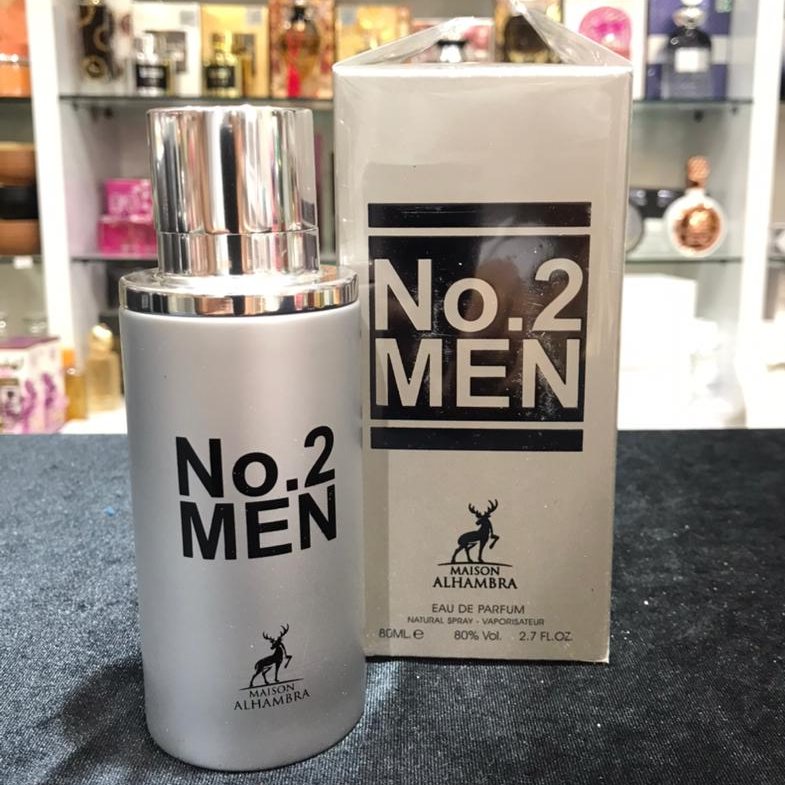 No.2
MEN
MAISON
ALHAMBRA
No.2
MEN
MAISON
ALHAMBRA
EAU DE PARFUM
NATURAL SPRAY - VAPORISATEUR
80ML e 80% Vol. 2.7 FL.OZ.